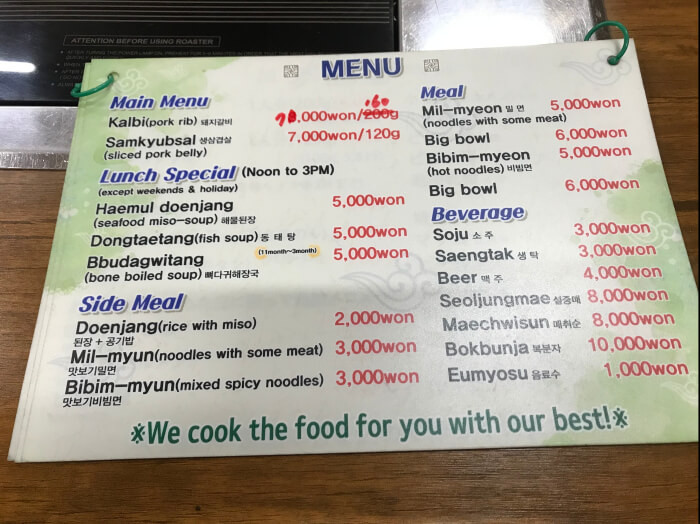 ATTENTION BEFORE USING ROASTER
MENU
Main Menu
160
Kalbi(pork rib) 돼지갈비 ,000won/200g
Samkyubsal 생삼겹살 7,000won/120g
(sliced pork belly)
Lunch Special (Noon to 3PM)
(except weekends & holiday)
Haemul doenjang 5,000won
(seafood miso-soup) 해물된장
Dongtaetang(fish soup) 동 태 탕 5,000won
(11month~3month)
Bbudagwitang 5,000won
(bone boiled soup) 뼈다귀해장국
Side Meal
Doenjang(rice with miso) 2,000won
된장 + 공기밥
Mil-myun(noodles with some meat) 3,000won
맛보기밀면
Bibim-myun(mixed spicy noodles) 3,000won
맛보기비빔면
Meal
Mil-myeon 밀 면 5,000won
(noodles with some meat)
Big bowl 6,000won
Bibim-myeon 5,000won
(hot noodles) 비빔면
Big bowl 6,000won
Beverage
Soju 소 주 3,000won
Saengtak 생 탁 3,000won
Beer 맥 주 4,000won
Seoljungmae 설중매 8,000won
Maechwisun 매취순 8,000won
Bokbunja 복분자 10,000won
Eumyosu 음료수 1,000won
※We cook the food for you with our best!※